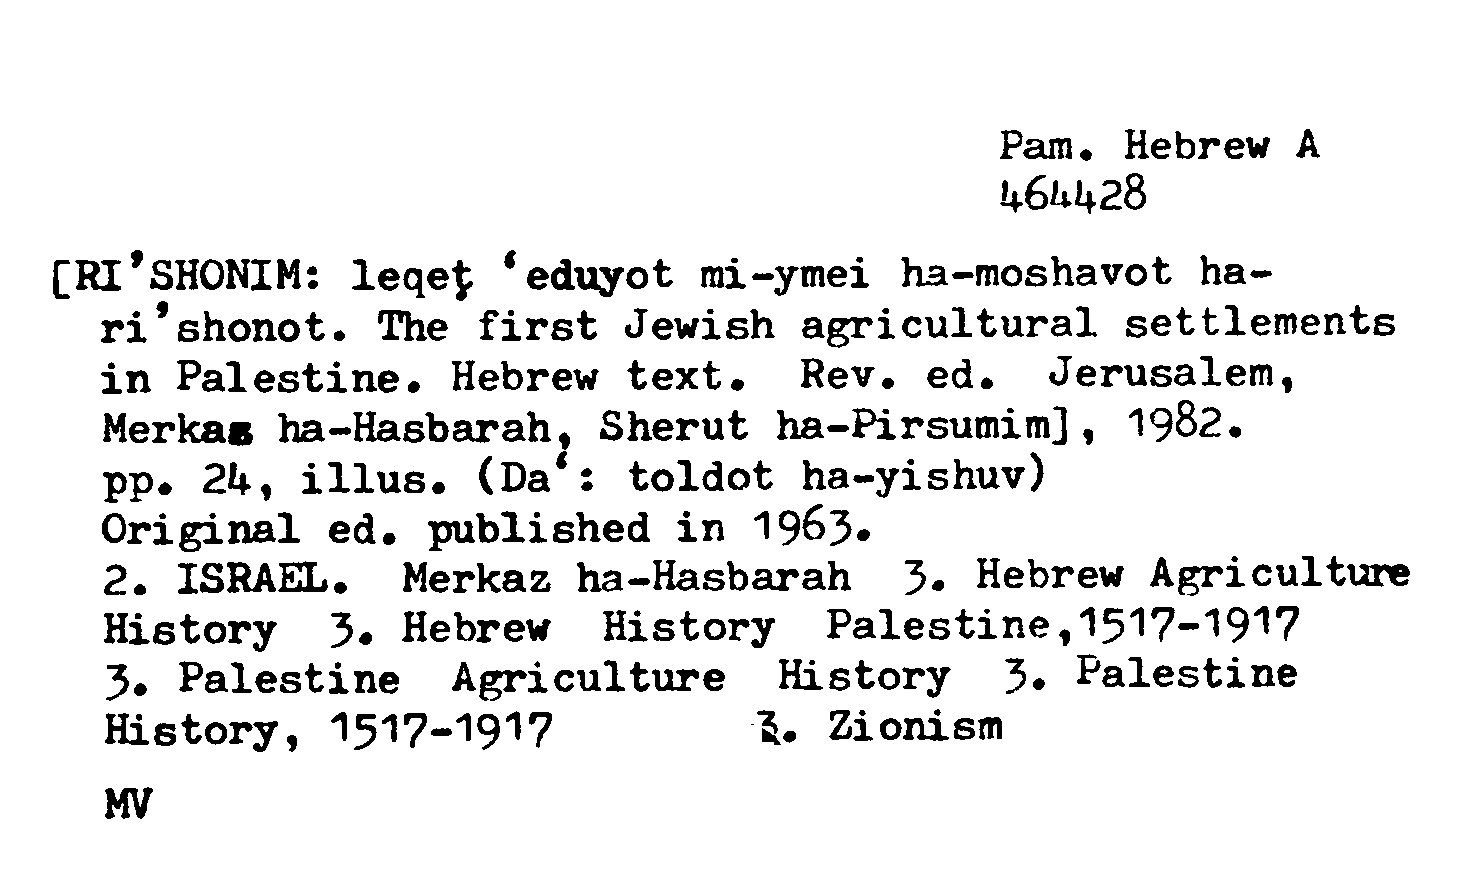 Pam. Hebrew A
464428
[RI’SHONIM: leqeţ ‘eduyot mi-ymei ha-moshavot ha-
ri’shonot. The first Jewish agricultural settlements
in Palestine. Hebrew text. Rev. ed. Jerusalem,
Merkaz ha-Hasbarah, Sherut ha-Pirsumim], 1982.
pp. 24, illus. (Da‘: toldot ha-yishuv)
Original ed. published in 1963.
2. ISRAEL. Merkaz ha-Hasbarah 3. Hebrew Agriculture
History 3. Hebrew History Palestine,1517-1917
3. Palestine Agriculture History 3. Palestine
History, 1517-1917 3. Zionism
MV